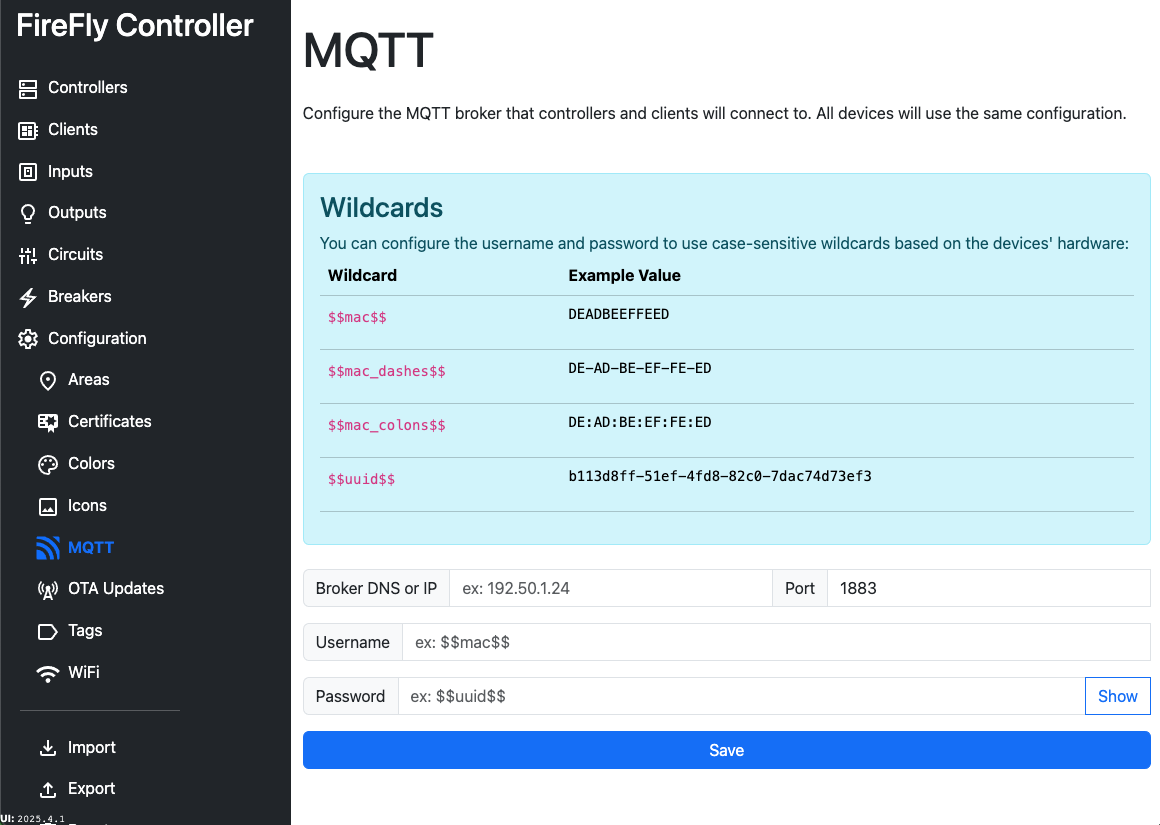 FireFly Controller
Controllers
Clients
Inputs
Outputs
Circuits
Breakers
Configuration
Areas
Certificates
Colors
Icons
MQTT
OTA Updates
Tags
WiFi
Import
Export
UI: 2025.4.1
MQTT
Configure the MQTT broker that controllers and clients will connect to. All devices will use the same configuration.
Wildcards
You can configure the username and password to use case-sensitive wildcards based on the devices' hardware:
Wildcard Example Value
$$mac$$ DEADBEEFFEED
$$mac_dashes$$ DE-AD-BE-EF-FE-ED
$$mac_colons$$ DE:AD:BE:EF:FE:ED
$$uuid$$ b113d8ff-51ef-4fd8-82c0-7dac74d73ef3
Broker DNS or IP ex: 192.50.1.24 Port 1883
Username ex: $$mac$$
Password ex: $$uuid$$ Show
Save